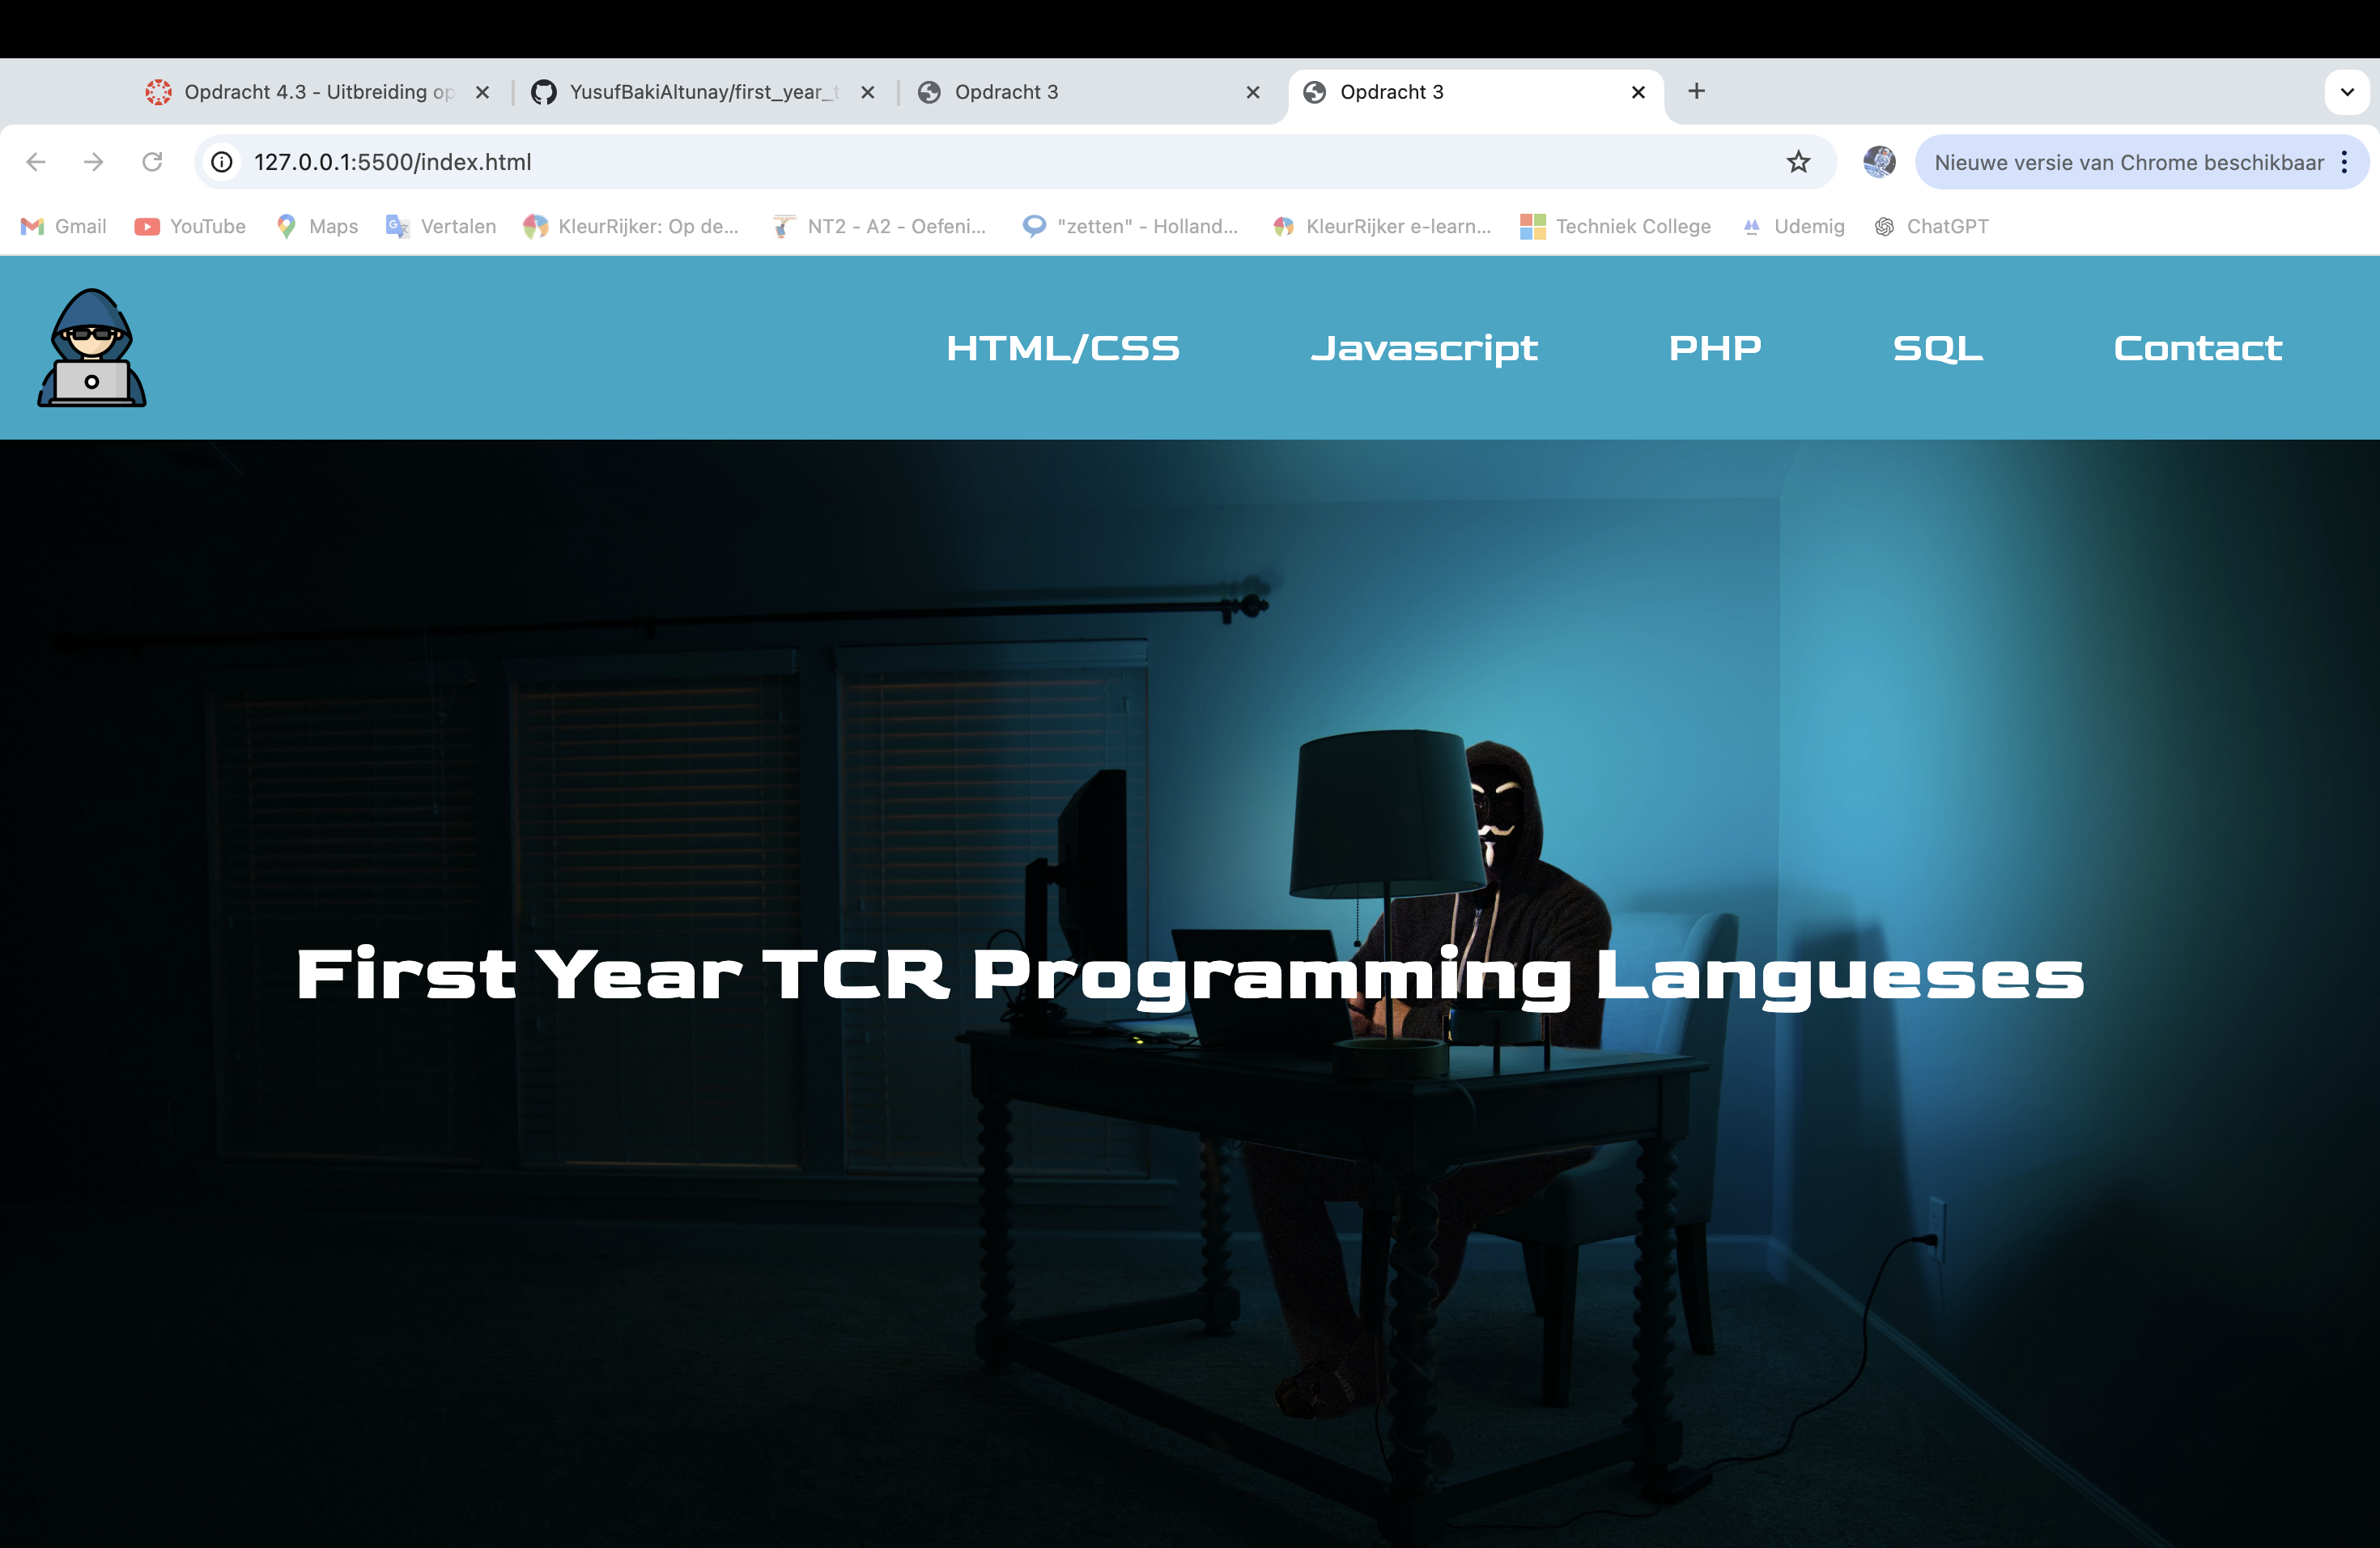 Opdracht 4.3 - Uitbreiding op
YusufBakiAltunay/first_year_t
Opdracht 3
Opdracht 3
127.0.0.1:5500/index.html
Nieuwe versie van Chrome beschikbaar
Gmail YouTube Maps Vertalen KleurRijker: Op de... NT2 - A2 - Oefeni... "zetten" - Holland... KleurRijker e-learn... Techniek College Udemig ChatGPT
HTML/CSS Javascript PHP SQL Contact
First Year TCR Programming Langueses